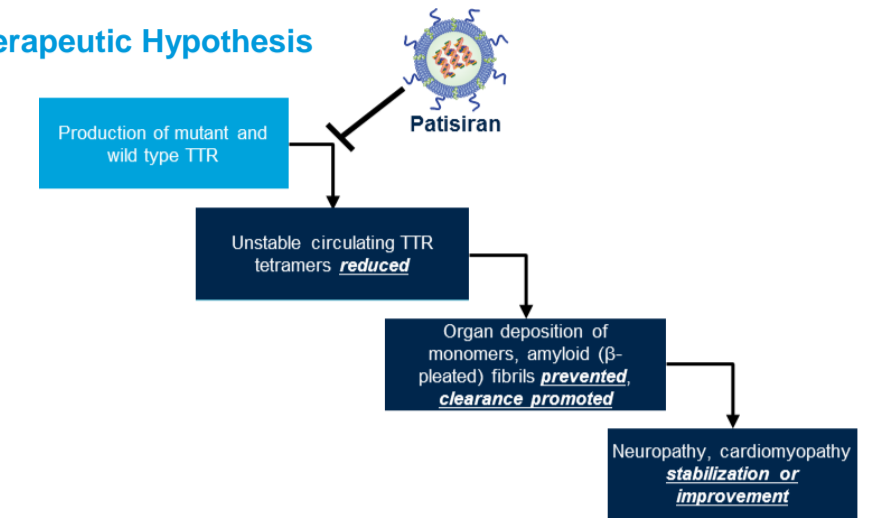 erapeutic Hypothesis
Patisiran
Production of mutant and
wild type TTR
Unstable circulating TTR
tetramers reduced
Organ deposition of
monomers, amyloid (β-
pleated) fibrils prevented,
clearance promoted
Neuropathy, cardiomyopathy
stabilization or
improvement